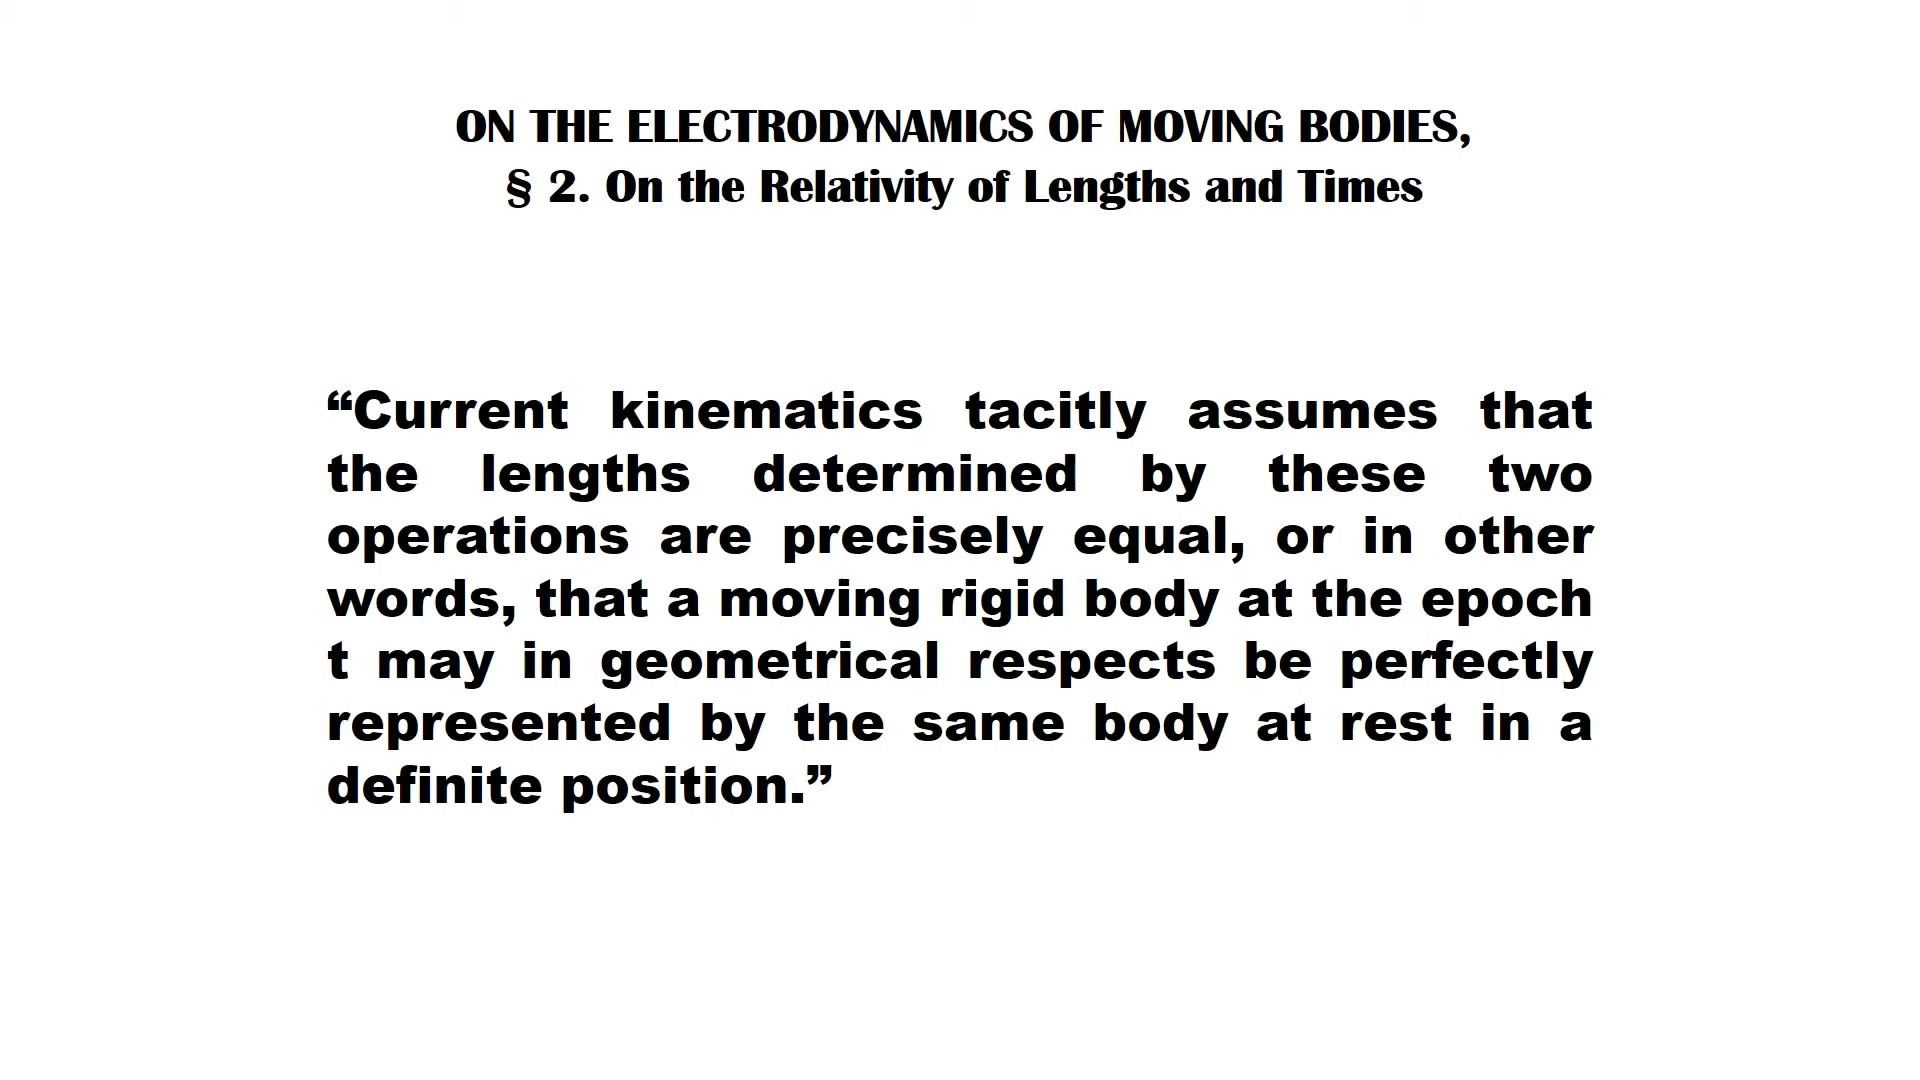 ON THE ELECTRODYNAMICS OF MOVING BODIES,
§ 2. On the Relativity of Lengths and Times
“Current kinematics tacitly assumes that
the lengths determined by these two
operations are precisely equal, or in other
words, that a moving rigid body at the epoch
t may in geometrical respects be perfectly
represented by the same body at rest in a
definite position.”